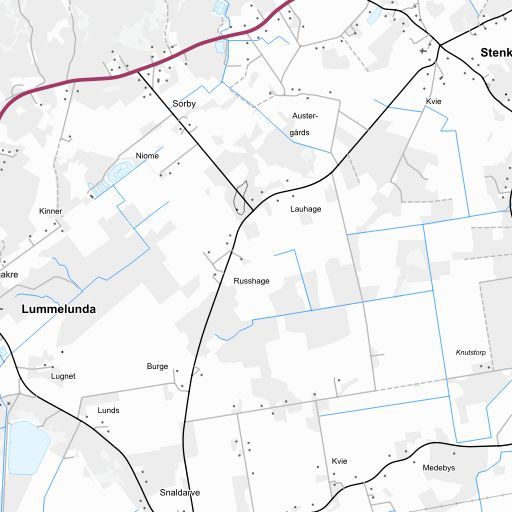 Stenk
Kvie
Sorby
Auster-
gårds
Niome
Kinner
Lauhage
akre
Russhage
Lummelunda
Knutstorp
Burge
Lugnet
Lunds
Kvie
Medebys
Snaldarve